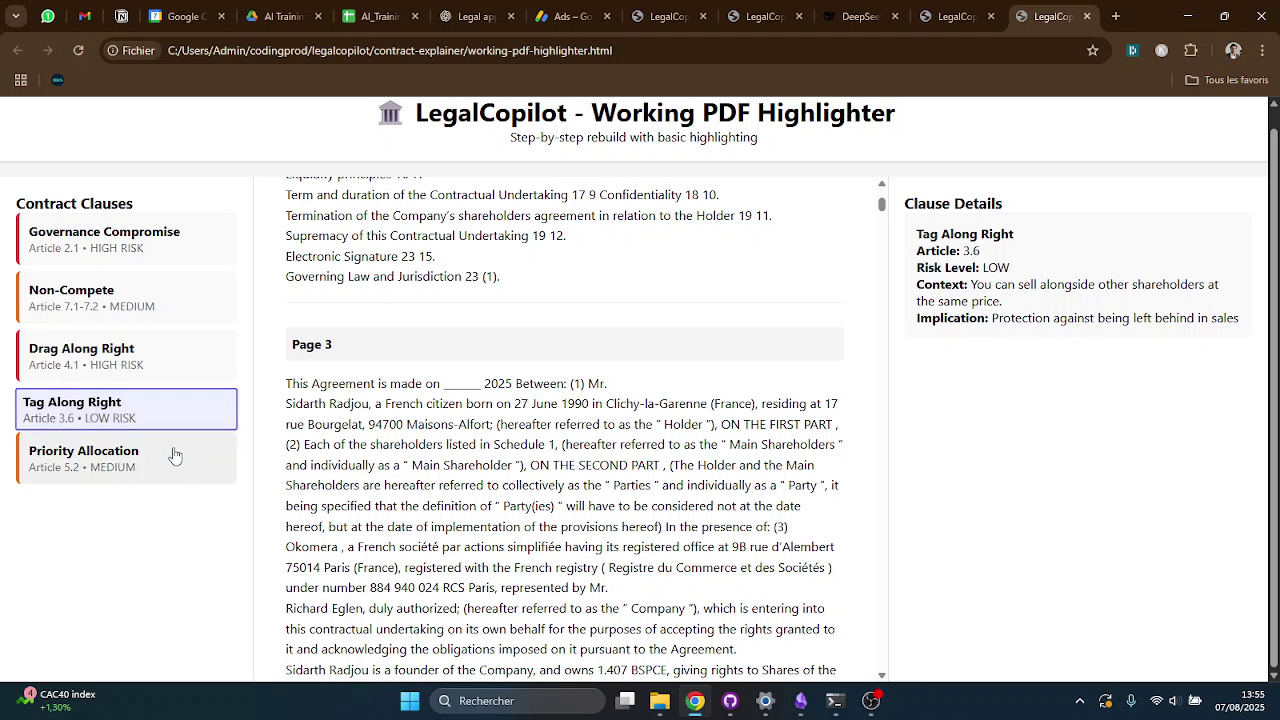 Google C
AI Training
AI_Train
Legal ap
Ads – Go
LegalCop
LegalCop
DeepSee
LegalCop
LegalCop
Fichier
C:/Users/Admin/codingprod/legalcopilot/contract-explainer/working-pdf-highlighter.html
Tous les favoris
LegalCopilot - Working PDF Highlighter
Step-by-step rebuild with basic highlighting
Contract Clauses
Governance Compromise
Article 2.1 • HIGH RISK
Non-Compete
Article 7.1-7.2 • MEDIUM
Drag Along Right
Article 4.1 • HIGH RISK
Tag Along Right
Article 3.6 • LOW RISK
Priority Allocation
Article 5.2 • MEDIUM
Term and duration of the Contractual Undertaking 17 9 Confidentiality 18 10.
Termination of the Company's shareholders agreement in relation to the Holder 19 11.
Supremacy of this Contractual Undertaking 19 12.
Electronic Signature 23 15.
Governing Law and Jurisdiction 23 (1).
Page 3
This Agreement is made on ______ 2025 Between: (1) Mr.
Sidarth Radjou, a French citizen born on 27 June 1990 in Clichy-la-Garenne (France), residing at 17
rue Bourgelat, 94700 Maisons-Alfort; (hereafter referred to as the " Holder "), ON THE FIRST PART ,
(2) Each of the shareholders listed in Schedule 1, (hereafter referred to as the " Main Shareholders "
and individually as a " Main Shareholder "), ON THE SECOND PART , (The Holder and the Main
Shareholders are hereafter referred to collectively as the " Parties " and individually as a " Party ", it
being specified that the definition of " Party(ies) " will have to be considered not at the date
hereof, but at the date of implementation of the provisions hereof) In the presence of: (3)
Okomera , a French société par actions simplifiée having its registered office at 9B rue d'Alembert
75014 Paris (France), registered with the French registry ( Registre du Commerce et des Sociétés )
under number 884 940 024 RCS Paris, represented by Mr.
Richard Eglen, duly authorized; (hereafter referred to as the " Company "), which is entering into
this contractual undertaking on its own behalf for the purposes of accepting the rights granted to
it and acknowledging the obligations imposed on it pursuant to the Agreement.
Sidarth Radjou is a founder of the Company, and owns 1.407 BSPCE, giving rights to Shares of the
Clause Details
Tag Along Right
Article: 3.6
Risk Level: LOW
Context: You can sell alongside other shareholders at
the same price.
Implication: Protection against being left behind in sales
4
CAC40 index
+1,30%
Rechercher
13:55
07/08/2025